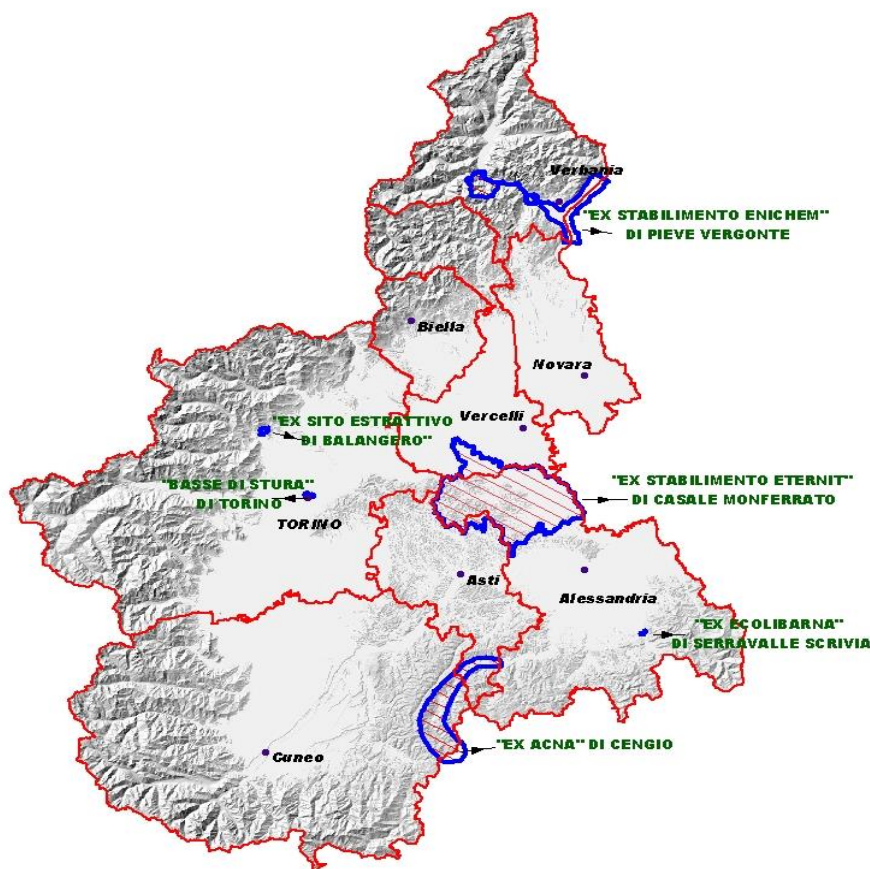 Verbania
"EX STABILIMENTO ENICHEM"
DI PIEVE VERGONTE
Biella
Novara
Vercelli
"EX SITO ESTRATTIVO
DI BALANGERO"
"EX STABILIMENTO ETERNIT"
DI CASALE MONFERRATO
"BASSE DI STURA"
DI TORINO
TORINO
Asti
Alessandria
"EX ECOLIBARNA"
DI SERRAVALLE SCRIVIA
"EX ACNA" DI CENGIO
Cuneo